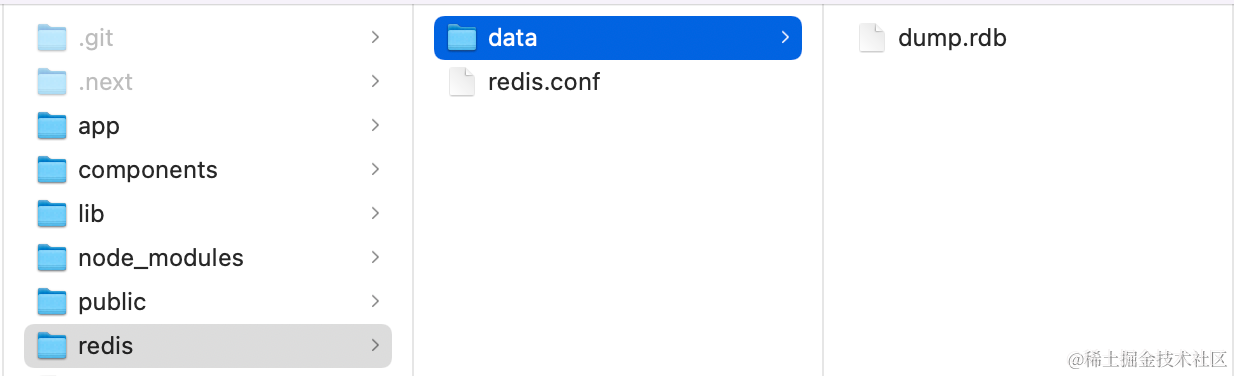 .git
.next
app
components
lib
node_modules
public
redis
data
redis.conf
dump.rdb
@稀土掘金技术社区